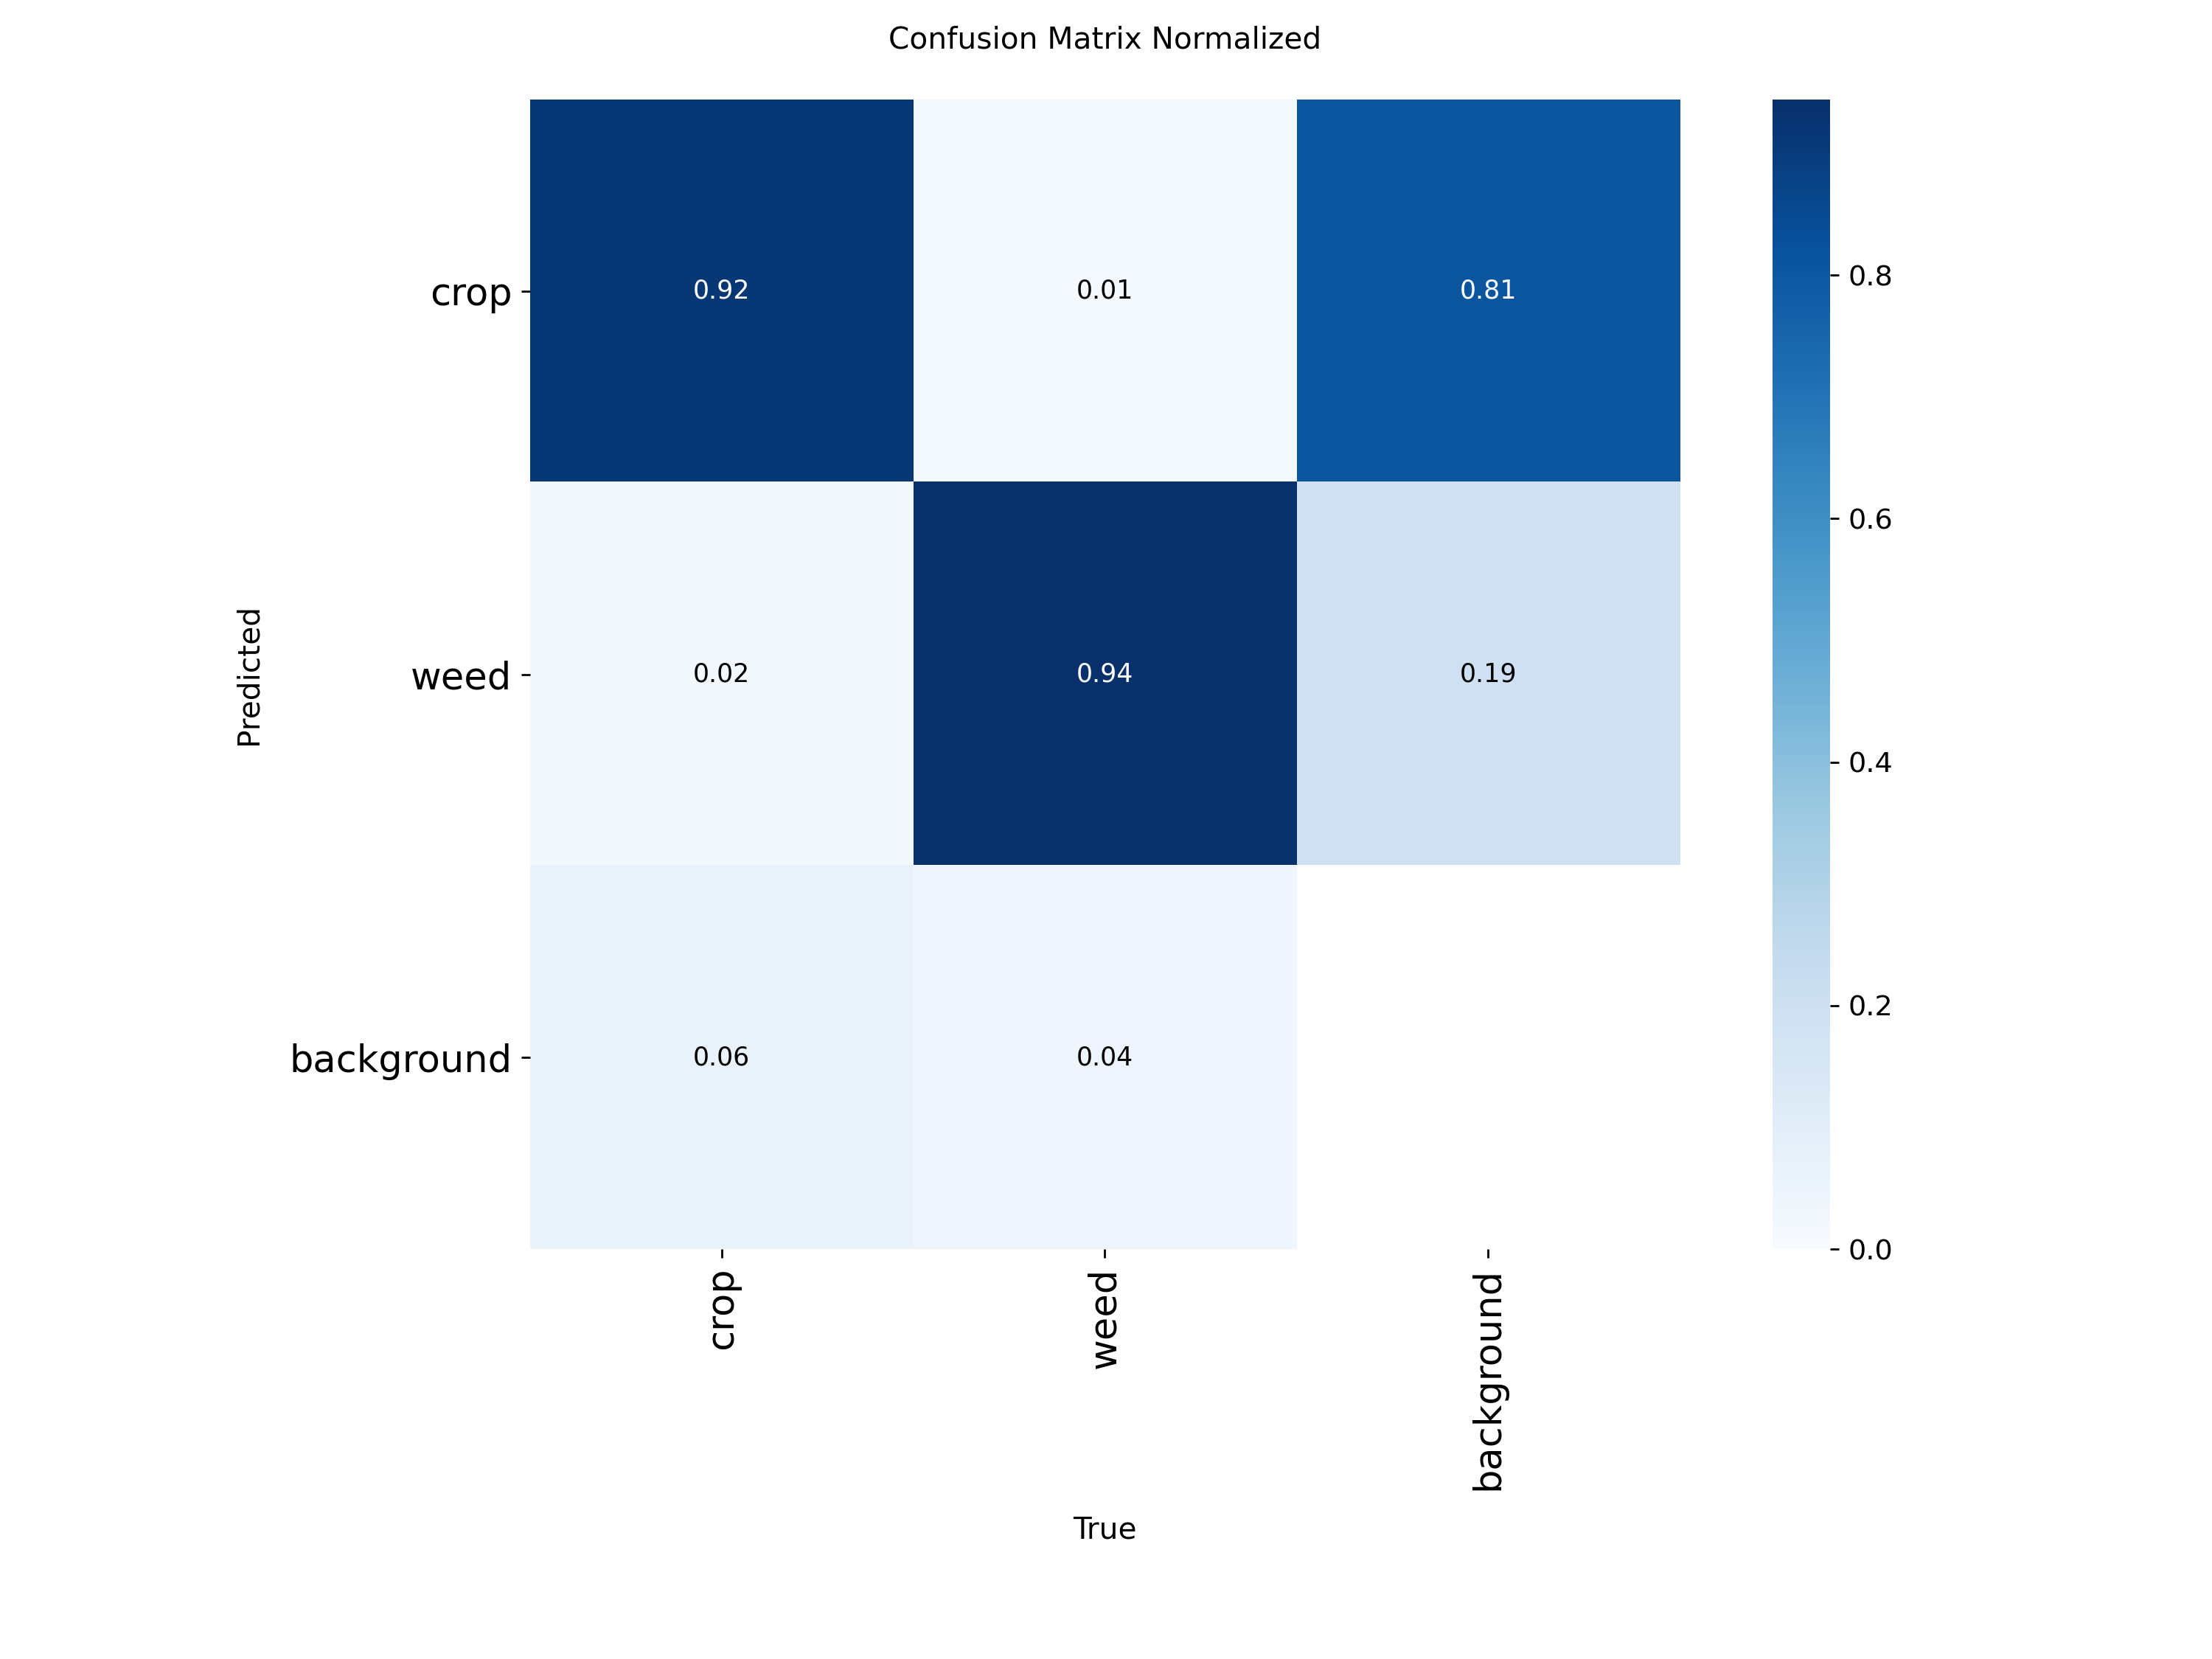 Confusion Matrix Normalized
Predicted
crop
0.92
0.01
0.81
weed
0.02
0.94
0.19
background
0.06
0.04
crop
weed
background
True
0.8
0.6
0.4
0.2
0.0